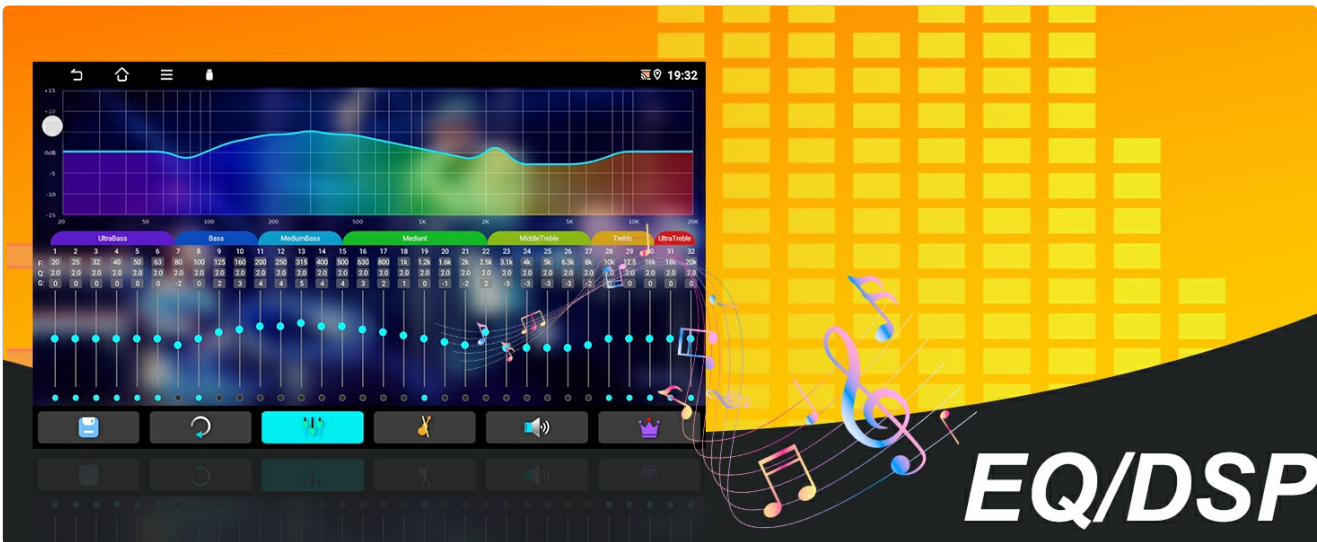 19:32
+15
+10
0dB
-5
-10
-15
20 50 100 200 500 1K 2K 5K 10K 20K
UltraBass Bass MediumBass Mediant MiddleTreble Treble UltraTreble
1 2 3 4 5 6 7 8 9 10 11 12 13 14 15 16 17 18 19 20 21 22 23 24 25 26 27 28 29 30 31 32
F: 20 25 32 40 50 63 80 100 125 160 200 250 315 400 500 630 800 1k 1.2k 1.6k 2k 2.5k 3.1k 4k 5k 6.3k 8k 10k 12.5 16k 18k 20k
Q: 2.0 2.0 2.0 2.0 2.0 2.0 2.0 2.0 2.0 2.0 2.0 2.0 2.0 2.0 2.0 2.0 2.0 2.0 2.0 2.0 2.0 2.0 2.0 2.0 2.0 2.0 2.0 2.0 2.0 2.0 2.0 2.0
G: 0 0 0 0 0 0 -2 0 2 3 4 4 5 4 4 3 2 1 0 -1 -2 2 -3 -3 -3 -3 -2 0 0 0 0
EQ/DSP